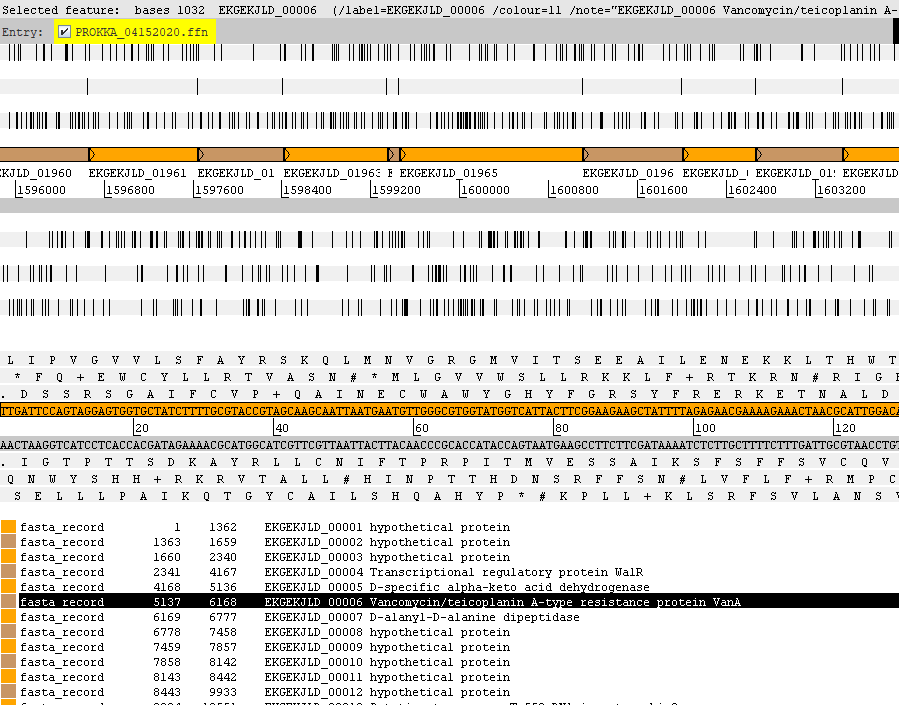 Selected feature:  bases 1032  EKGEKJLD_00006  (/label=EKGEKJLD_00006 /colour=11 /note="EKGEKJLD_00006 Vancomycin/teicoplanin A-
Entry: PROKKA_04152020.ffn
KJLD_01960 EKGEKJLD_01961 EKGEKJLD_01 EKGEKJLD_01963 E EKGEKJLD_01965 EKGEKJLD_0196 EKGEKJLD_ EKGEKJLD_01 EKGEKJLD
1596000 1596800 1597600 1598400 1599200 1600000 1600800 1601600 1602400 1603200
L I P V G V V L S F A Y R S K Q L M N V G R G M V I T S E E A I L E N E K K L T H W T
* F Q + E W C Y L L R T V A S N # * M L G V V W S L L R K K L F + R T K R N # R I G
. D S S R S G A I F C V P + Q A I N E C W A W Y G H Y F G R S Y F R E R K E T N A L D
TTGATTCCAGTAGGAGTGGTGCTATCTTTTGCGTACCGTAGCAAGCAATTAATGAATGTTGGGCGTGGTATGGTCATTACTTCGGAAGAAGCTATTTTAGAGAACGAAAAGAAACTAACGCATTGGACA
20 40 60 80 100 120
AACTAAGGTCATCCTCACCACGATAGAAAACGCATGGCATCGTTCGTTAATTACTTACAACCCGCACCATACCAGTAATGAAGCCTTCTTCGATAAAATCTCTTGCTTTTCTTTGATTGCGTAACCTGT
. I G T P T T S D K A Y R L L C N I F T P R P I T M V E S S A I K S F S F F S V C Q V
Q N W Y S H H + R K R V T A L L # H I N P T T H D N S R F F S N # L V F L F + R M P C
S E L L L P A I K Q T G Y C A I L S H Q A H Y P * # K P L L + K L S R F S V L A N S
fasta_record 1 1362 EKGEKJLD_00001 hypothetical protein
fasta_record 1363 1659 EKGEKJLD_00002 hypothetical protein
fasta_record 1660 2340 EKGEKJLD_00003 hypothetical protein
fasta_record 2341 4167 EKGEKJLD_00004 Transcriptional regulatory protein WalR
fasta_record 4168 5136 EKGEKJLD_00005 D-specific alpha-keto acid dehydrogenase
fasta_record 5137 6168 EKGEKJLD_00006 Vancomycin/teicoplanin A-type resistance protein VanA
fasta_record 6169 6777 EKGEKJLD_00007 D-alanyl-D-alanine dipeptidase
fasta_record 6778 7458 EKGEKJLD_00008 hypothetical protein
fasta_record 7459 7857 EKGEKJLD_00009 hypothetical protein
fasta_record 7858 8142 EKGEKJLD_00010 hypothetical protein
fasta_record 8143 8442 EKGEKJLD_00011 hypothetical protein
fasta_record 8443 9933 EKGEKJLD_00012 hypothetical protein